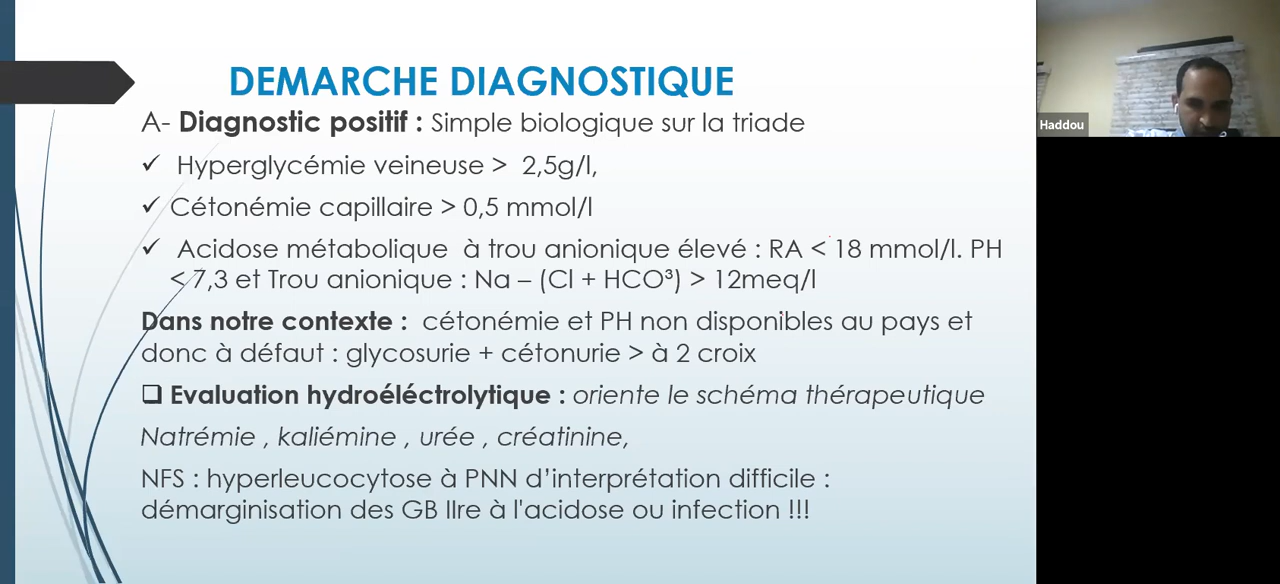 DEMARCHE DIAGNOSTIQUE
A- Diagnostic positif : Simple biologique sur la triade
✓ Hyperglycémie veineuse > 2,5g/l,
✓ Cétonémie capillaire > 0,5 mmol/l
✓ Acidose métabolique à trou anionique élevé : RA < 18 mmol/l. PH
< 7,3 et Trou anionique : Na – (Cl + HCO³) > 12meq/l
Dans notre contexte : cétonémie et PH non disponibles au pays et
donc à défaut : glycosurie + cétonurie > à 2 croix
❑ Evaluation hydroéléctrolytique : oriente le schéma thérapeutique
Natrémie , kaliémine , urée , créatinine,
NFS : hyperleucocytose à PNN d’interprétation difficile :
démarginisation des GB IIre à l'acidose ou infection !!!
Haddou